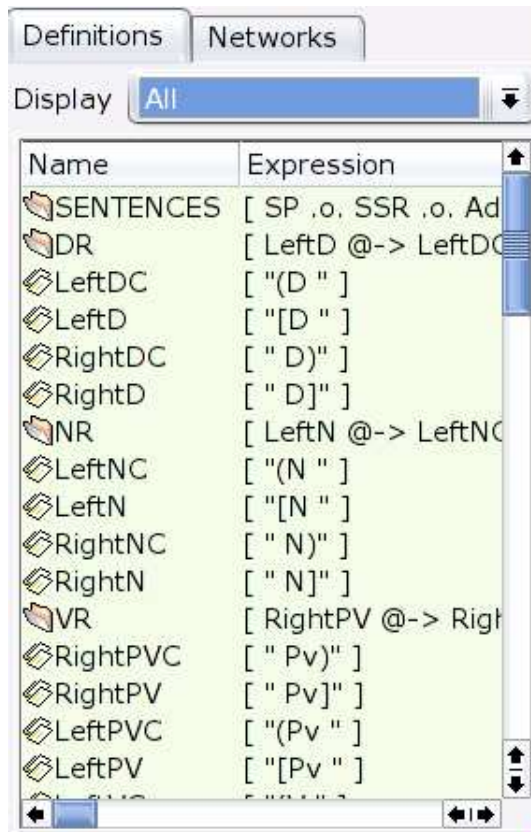 Definitions Networks
Display All
Name Expression
SENTENCES [ SP .o. SSR .o. Ad
DR [ LeftD @-> LeftDC
LeftDC [ "(D " ]
LeftD [ "[D " ]
RightDC [ " D)" ]
RightD [ " D]" ]
NR [ LeftN @-> LeftNC
LeftNC [ "(N " ]
LeftN [ "[N " ]
RightNC [ " N)" ]
RightN [ " N]" ]
VR [ RightPV @-> Righ
RightPVC [ " Pv)" ]
RightPV [ " Pv]" ]
LeftPVC [ "(Pv " ]
LeftPV [ "[Pv " ]